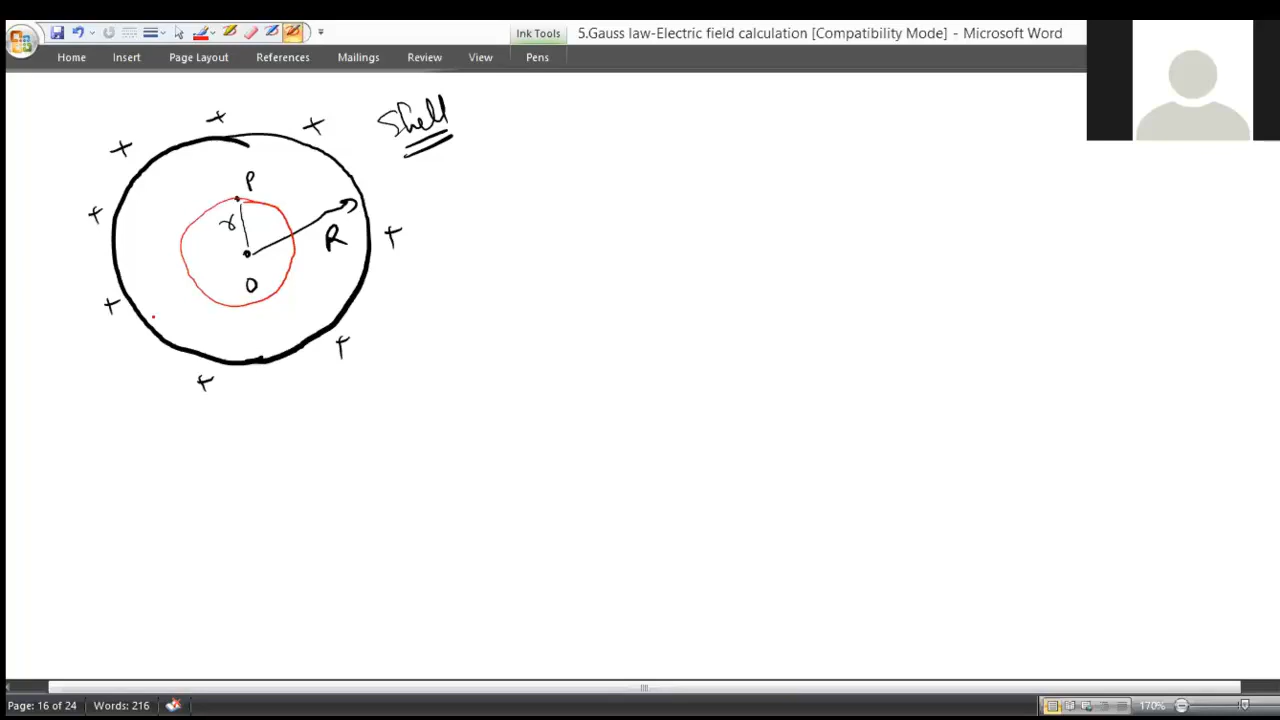 Ink Tools
5.Gauss law-Electric field calculation [Compatibility Mode] - Microsoft Word
Home Insert Page Layout References Mailings Review View Pens
Shell
+ + +
P
r
+ R +
O
+
+
+
Page: 16 of 24 Words: 216 170%